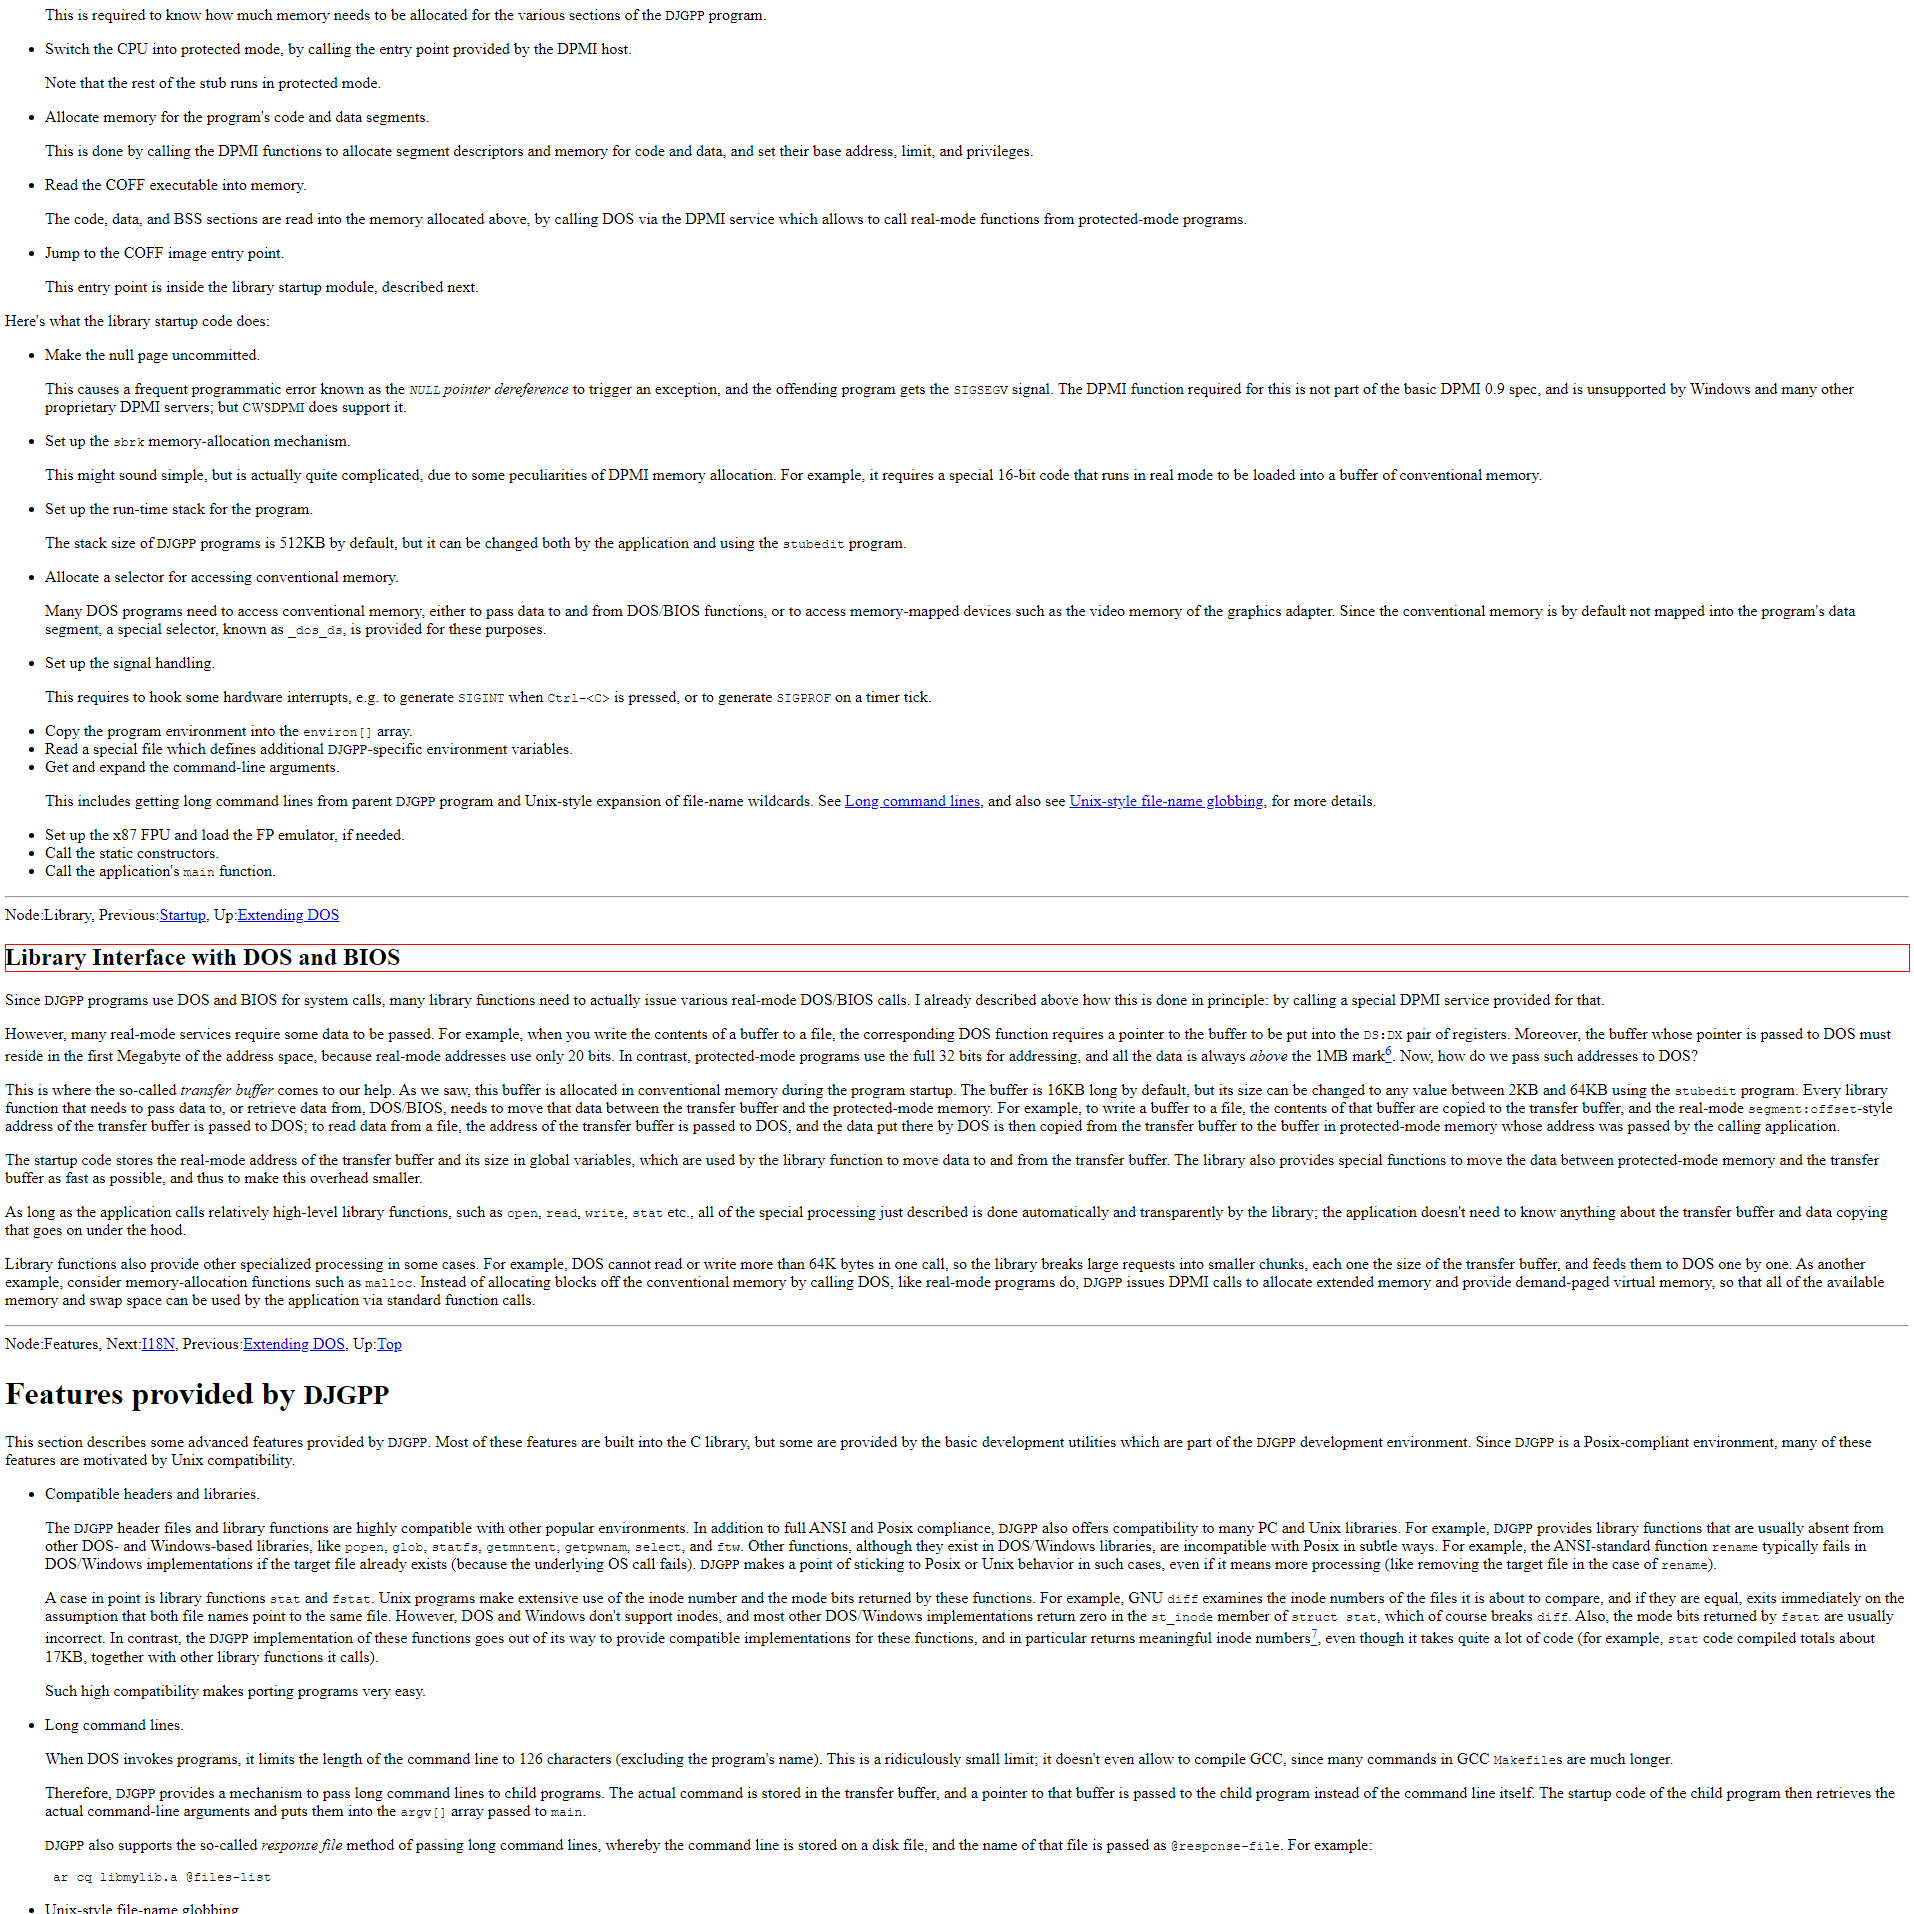 This is required to know how much memory needs to be allocated for the various sections of the DJGPP program.
• Switch the CPU into protected mode, by calling the entry point provided by the DPMI host.
Note that the rest of the stub runs in protected mode.
• Allocate memory for the program's code and data segments.
This is done by calling the DPMI functions to allocate segment descriptors and memory for code and data, and set their base address, limit, and privileges.
• Read the COFF executable into memory.
The code, data, and BSS sections are read into the memory allocated above, by calling DOS via the DPMI service which allows to call real-mode functions from protected-mode programs.
• Jump to the COFF image entry point.
This entry point is inside the library startup module, described next.
Here's what the library startup code does:
• Make the null page uncommitted.
This causes a frequent programmatic error known as the NULL pointer dereference to trigger an exception, and the offending program gets the SIGSEGV signal. The DPMI function required for this is not part of the basic DPMI 0.9 spec, and is unsupported by Windows and many other
proprietary DPMI servers; but CWSDPMI does support it.
• Set up the sbrk memory-allocation mechanism.
This might sound simple, but is actually quite complicated, due to some peculiarities of DPMI memory allocation. For example, it requires a special 16-bit code that runs in real mode to be loaded into a buffer of conventional memory.
• Set up the run-time stack for the program.
The stack size of DJGPP programs is 512KB by default, but it can be changed both by the application and using the stubedit program.
• Allocate a selector for accessing conventional memory.
Many DOS programs need to access conventional memory, either to pass data to and from DOS/BIOS functions, or to access memory-mapped devices such as the video memory of the graphics adapter. Since the conventional memory is by default not mapped into the program's data
segment, a special selector, known as _dos_ds, is provided for these purposes.
• Set up the signal handling.
This requires to hook some hardware interrupts, e.g. to generate SIGINT when Ctrl-<C> is pressed, or to generate SIGPROF on a timer tick.
• Copy the program environment into the environ[] array.
• Read a special file which defines additional DJGPP-specific environment variables.
• Get and expand the command-line arguments.
This includes getting long command lines from parent DJGPP program and Unix-style expansion of file-name wildcards. See Long command lines, and also see Unix-style file-name globbing, for more details.
• Set up the x87 FPU and load the FP emulator, if needed.
• Call the static constructors.
• Call the application's main function.
Node:Library, Previous:Startup, Up:Extending DOS
Library Interface with DOS and BIOS
Since DJGPP programs use DOS and BIOS for system calls, many library functions need to actually issue various real-mode DOS/BIOS calls. I already described above how this is done in principle: by calling a special DPMI service provided for that.
However, many real-mode services require some data to be passed. For example, when you write the contents of a buffer to a file, the corresponding DOS function requires a pointer to the buffer to be put into the DS:DX pair of registers. Moreover, the buffer whose pointer is passed to DOS must
reside in the first Megabyte of the address space, because real-mode addresses use only 20 bits. In contrast, protected-mode programs use the full 32 bits for addressing, and all the data is always above the 1MB mark6. Now, how do we pass such addresses to DOS?
This is where the so-called transfer buffer comes to our help. As we saw, this buffer is allocated in conventional memory during the program startup. The buffer is 16KB long by default, but its size can be changed to any value between 2KB and 64KB using the stubedit program. Every library
function that needs to pass data to, or retrieve data from, DOS/BIOS, needs to move that data between the transfer buffer and the protected-mode memory. For example, to write a buffer to a file, the contents of that buffer are copied to the transfer buffer, and the real-mode segment:offset-style
address of the transfer buffer is passed to DOS; to read data from a file, the address of the transfer buffer is passed to DOS, and the data put there by DOS is then copied from the transfer buffer to the buffer in protected-mode memory whose address was passed by the calling application.
The startup code stores the real-mode address of the transfer buffer and its size in global variables, which are used by the library function to move data to and from the transfer buffer. The library also provides special functions to move the data between protected-mode memory and the transfer
buffer as fast as possible, and thus to make this overhead smaller.
As long as the application calls relatively high-level library functions, such as open, read, write, stat etc., all of the special processing just described is done automatically and transparently by the library; the application doesn't need to know anything about the transfer buffer and data copying
that goes on under the hood.
Library functions also provide other specialized processing in some cases. For example, DOS cannot read or write more than 64K bytes in one call, so the library breaks large requests into smaller chunks, each one the size of the transfer buffer, and feeds them to DOS one by one. As another
example, consider memory-allocation functions such as malloc. Instead of allocating blocks off the conventional memory by calling DOS, like real-mode programs do, DJGPP issues DPMI calls to allocate extended memory and provide demand-paged virtual memory, so that all of the available
memory and swap space can be used by the application via standard function calls.
Node:Features, Next:I18N, Previous:Extending DOS, Up:Top
Features provided by DJGPP
This section describes some advanced features provided by DJGPP. Most of these features are built into the C library, but some are provided by the basic development utilities which are part of the DJGPP development environment. Since DJGPP is a Posix-compliant environment, many of these
features are motivated by Unix compatibility.
• Compatible headers and libraries.
The DJGPP header files and library functions are highly compatible with other popular environments. In addition to full ANSI and Posix compliance, DJGPP also offers compatibility to many PC and Unix libraries. For example, DJGPP provides library functions that are usually absent from
other DOS- and Windows-based libraries, like popen, glob, statfs, getmntent, getpwnam, select, and ftw. Other functions, although they exist in DOS/Windows libraries, are incompatible with Posix in subtle ways. For example, the ANSI-standard function rename typically fails in
DOS/Windows implementations if the target file already exists (because the underlying OS call fails). DJGPP makes a point of sticking to Posix or Unix behavior in such cases, even if it means more processing (like removing the target file in the case of rename).
A case in point is library functions stat and fstat. Unix programs make extensive use of the inode number and the mode bits returned by these functions. For example, GNU diff examines the inode numbers of the files it is about to compare, and if they are equal, exits immediately on the
assumption that both file names point to the same file. However, DOS and Windows don't support inodes, and most other DOS/Windows implementations return zero in the st_inode member of struct stat, which of course breaks diff. Also, the mode bits returned by fstat are usually
incorrect. In contrast, the DJGPP implementation of these functions goes out of its way to provide compatible implementations for these functions, and in particular returns meaningful inode numbers7, even though it takes quite a lot of code (for example, stat code compiled totals about
17KB, together with other library functions it calls).
Such high compatibility makes porting programs very easy.
• Long command lines.
When DOS invokes programs, it limits the length of the command line to 126 characters (excluding the program's name). This is a ridiculously small limit; it doesn't even allow to compile GCC, since many commands in GCC Makefiles are much longer.
Therefore, DJGPP provides a mechanism to pass long command lines to child programs. The actual command is stored in the transfer buffer, and a pointer to that buffer is passed to the child program instead of the command line itself. The startup code of the child program then retrieves the
actual command-line arguments and puts them into the argv[] array passed to main.
DJGPP also supports the so-called response file method of passing long command lines, whereby the command line is stored on a disk file, and the name of that file is passed as @response-file. For example:
ar cq libmylib.a @files-list
• Unix-style file-name globbing